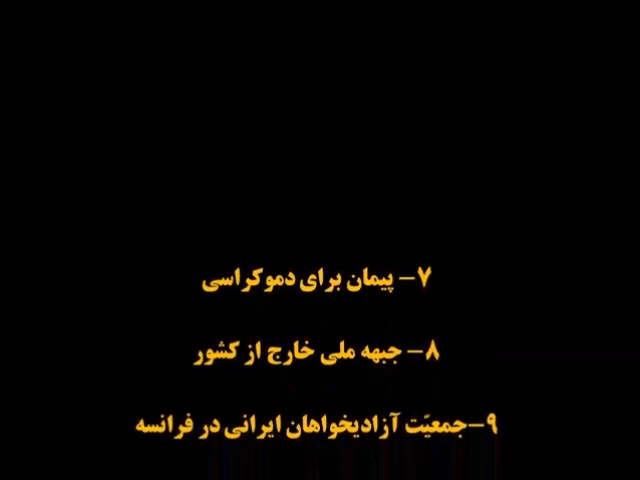 ۷- پیمان برای دموکراسی
۸- جبهه ملی خارج از کشور
۹-جمعیّت آزادیخواهان ایرانی در فرانسه